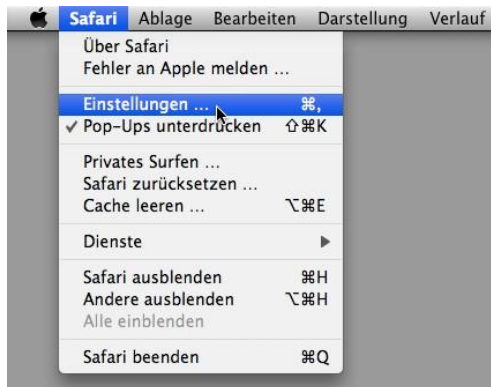 Safari Ablage Bearbeiten Darstellung Verlauf
Über Safari
Fehler an Apple melden ...
Einstellungen ... ⌘,
✓ Pop-Ups unterdrücken ⇧⌘K
Privates Surfen ...
Safari zurücksetzen ...
Cache leeren ... ⌥⌘E
Dienste ▶
Safari ausblenden ⌘H
Andere ausblenden ⌥⌘H
Alle einblenden
Safari beenden ⌘Q